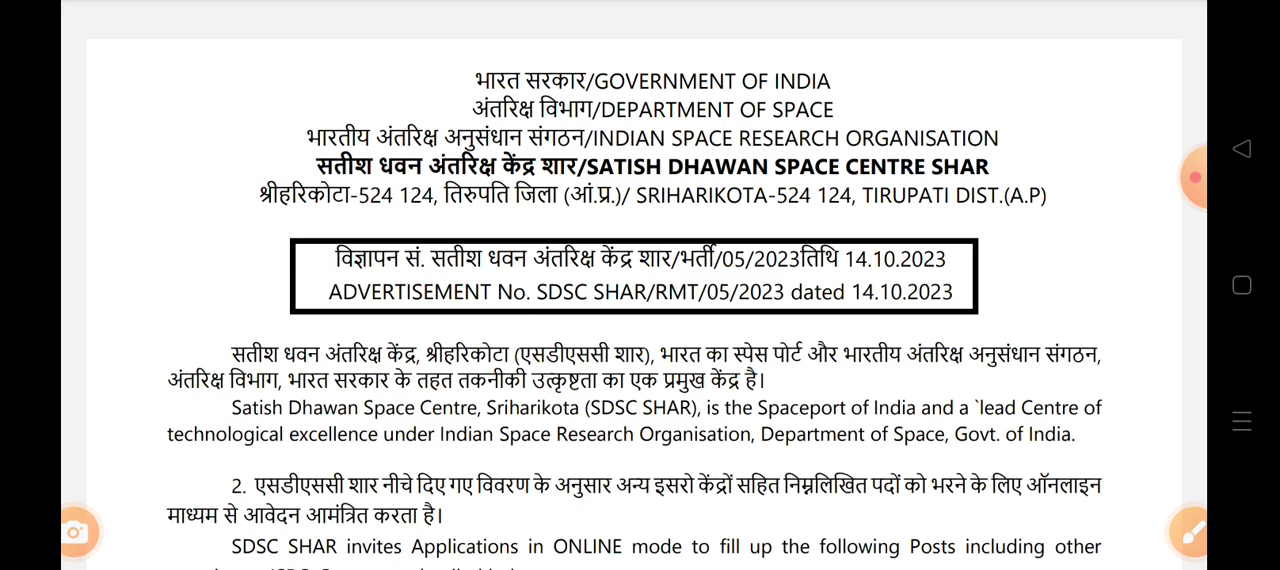 भारत सरकार/GOVERNMENT OF INDIA
अंतरिक्ष विभाग/DEPARTMENT OF SPACE
भारतीय अंतरिक्ष अनुसंधान संगठन/INDIAN SPACE RESEARCH ORGANISATION
सतीश धवन अंतरिक्ष केंद्र शार/SATISH DHAWAN SPACE CENTRE SHAR
श्रीहरिकोटा-524 124, तिरुपति जिला (आं.प्र.)/ SRIHARIKOTA-524 124, TIRUPATI DIST.(A.P)
विज्ञापन सं. सतीश धवन अंतरिक्ष केंद्र शार/भर्ती/05/2023तिथि 14.10.2023
ADVERTISEMENT No. SDSC SHAR/RMT/05/2023 dated 14.10.2023
सतीश धवन अंतरिक्ष केंद्र, श्रीहरिकोटा (एसडीएससी शार), भारत का स्पेस पोर्ट और भारतीय अंतरिक्ष अनुसंधान संगठन,
अंतरिक्ष विभाग, भारत सरकार के तहत तकनीकी उत्कृष्टता का एक प्रमुख केंद्र है।
Satish Dhawan Space Centre, Sriharikota (SDSC SHAR), is the Spaceport of India and a `lead Centre of
technological excellence under Indian Space Research Organisation, Department of Space, Govt. of India.
2. एसडीएससी शार नीचे दिए गए विवरण के अनुसार अन्य इसरो केंद्रों सहित निम्नलिखित पदों को भरने के लिए ऑनलाइन
माध्यम से आवेदन आमंत्रित करता है।
SDSC SHAR invites Applications in ONLINE mode to fill up the following Posts including other